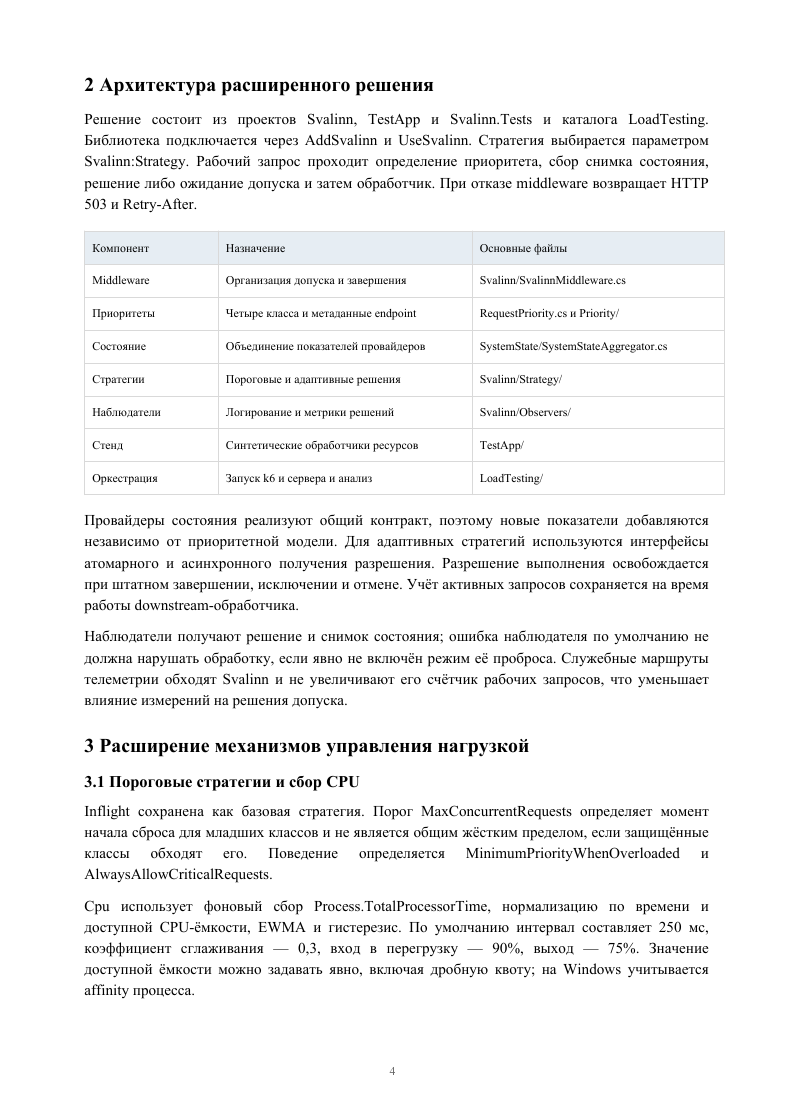 2 Архитектура расширенного решения
Решение состоит из проектов Svalinn, TestApp и Svalinn.Tests и каталога LoadTesting.
Библиотека подключается через AddSvalinn и UseSvalinn. Стратегия выбирается параметром
Svalinn:Strategy. Рабочий запрос проходит определение приоритета, сбор снимка состояния,
решение либо ожидание допуска и затем обработчик. При отказе middleware возвращает HTTP
503 и Retry-After.
Компонент Назначение Основные файлы
Middleware Организация допуска и завершения Svalinn/SvalinnMiddleware.cs
Приоритеты Четыре класса и метаданные endpoint RequestPriority.cs и Priority/
Состояние Объединение показателей провайдеров SystemState/SystemStateAggregator.cs
Стратегии Пороговые и адаптивные решения Svalinn/Strategy/
Наблюдатели Логирование и метрики решений Svalinn/Observers/
Стенд Синтетические обработчики ресурсов TestApp/
Оркестрация Запуск k6 и сервера и анализ LoadTesting/
Провайдеры состояния реализуют общий контракт, поэтому новые показатели добавляются
независимо от приоритетной модели. Для адаптивных стратегий используются интерфейсы
атомарного и асинхронного получения разрешения. Разрешение выполнения освобождается
при штатном завершении, исключении и отмене. Учёт активных запросов сохраняется на время
работы downstream-обработчика.
Наблюдатели получают решение и снимок состояния; ошибка наблюдателя по умолчанию не
должна нарушать обработку, если явно не включён режим её проброса. Служебные маршруты
телеметрии обходят Svalinn и не увеличивают его счётчик рабочих запросов, что уменьшает
влияние измерений на решения допуска.
3 Расширение механизмов управления нагрузкой
3.1 Пороговые стратегии и сбор CPU
Inflight сохранена как базовая стратегия. Порог MaxConcurrentRequests определяет момент
начала сброса для младших классов и не является общим жёстким пределом, если защищённые
классы обходят его. Поведение определяется MinimumPriorityWhenOverloaded и
AlwaysAllowCriticalRequests.
Cpu использует фоновый сбор Process.TotalProcessorTime, нормализацию по времени и
доступной CPU-ёмкости, EWMA и гистерезис. По умолчанию интервал составляет 250 мс,
коэффициент сглаживания — 0,3, вход в перегрузку — 90%, выход — 75%. Значение
доступной ёмкости можно задавать явно, включая дробную квоту; на Windows учитывается
affinity процесса.
4